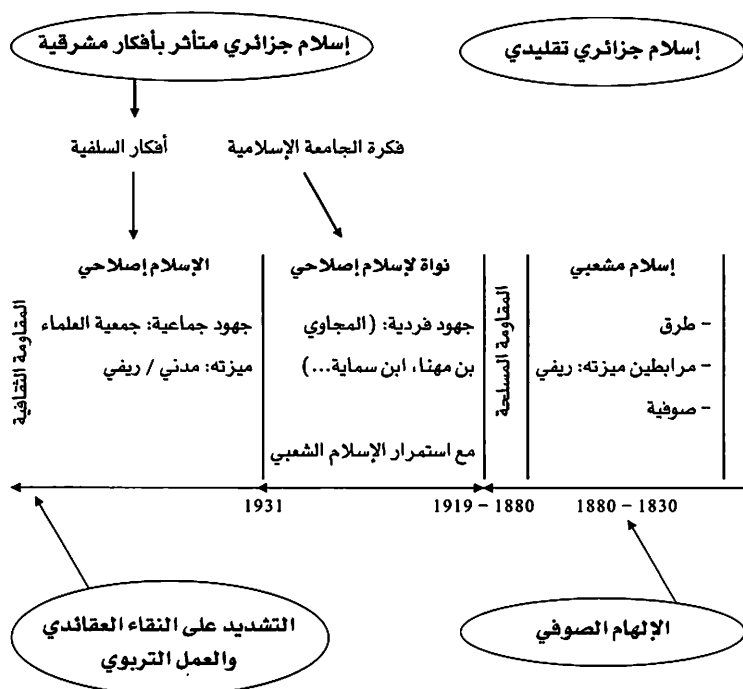 إسلام جزائري تقليدي
إسلام جزائري متأثر بأفكار مشرقية
فكرة الجامعة الإسلامية
أفكار السلفية
إسلام مشعبي
– طرق
– مرابطين ميزته: ريفي
– صوفية
المقاومة المسلحة
نواة لإسلام إصلاحي
جهود فردية: (المجاوي
بن مهنا، ابن سماية...)
مع استمرار الإسلام الشعبي
الإسلام إصلاحي
جهود جماعية: جمعية العلماء
ميزته: مدني / ريفي
المقاومة الثقافية
1880 – 1830
1919 – 1880
1931
الإلهام الصوفي
التشديد على النقاء العقائدي
والعمل التربوي